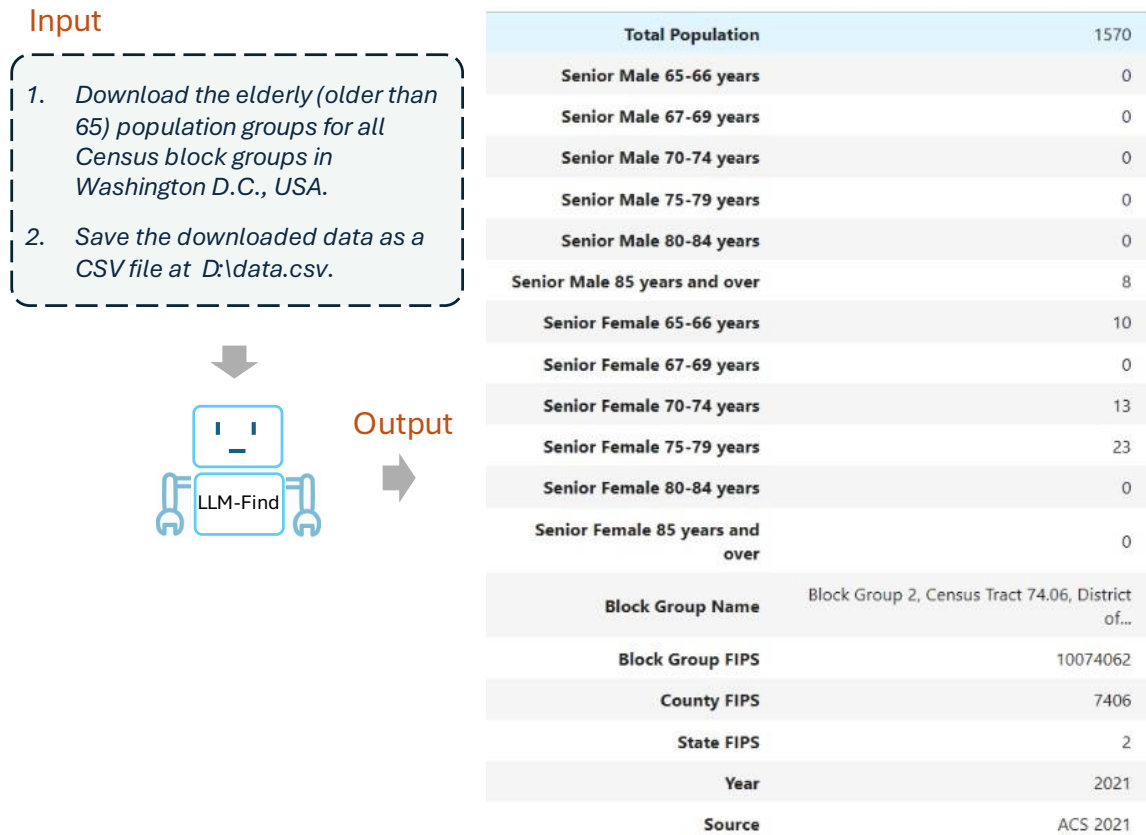 Input
1. Download the elderly (older than
65) population groups for all
Census block groups in
Washington D.C., USA.
2. Save the downloaded data as a
CSV file at D:\data.csv.
LLM-Find
Output
Total Population 1570
Senior Male 65-66 years 0
Senior Male 67-69 years 0
Senior Male 70-74 years 0
Senior Male 75-79 years 0
Senior Male 80-84 years 0
Senior Male 85 years and over 8
Senior Female 65-66 years 10
Senior Female 67-69 years 0
Senior Female 70-74 years 13
Senior Female 75-79 years 23
Senior Female 80-84 years 0
Senior Female 85 years and
over 0
Block Group Name Block Group 2, Census Tract 74.06, District
of...
Block Group FIPS 10074062
County FIPS 7406
State FIPS 2
Year 2021
Source ACS 2021